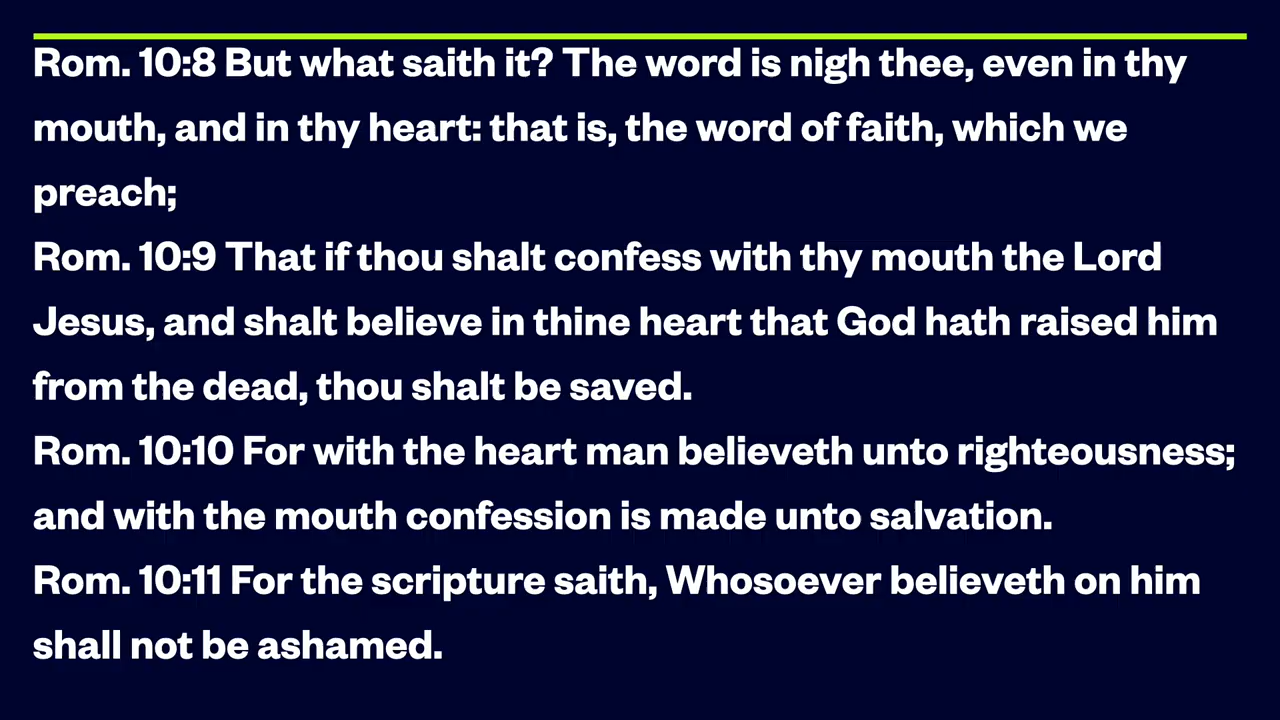 Rom. 10:8 But what saith it? The word is nigh thee, even in thy
mouth, and in thy heart: that is, the word of faith, which we
preach;
Rom. 10:9 That if thou shalt confess with thy mouth the Lord
Jesus, and shalt believe in thine heart that God hath raised him
from the dead, thou shalt be saved.
Rom. 10:10 For with the heart man believeth unto righteousness;
and with the mouth confession is made unto salvation.
Rom. 10:11 For the scripture saith, Whosoever believeth on him
shall not be ashamed.